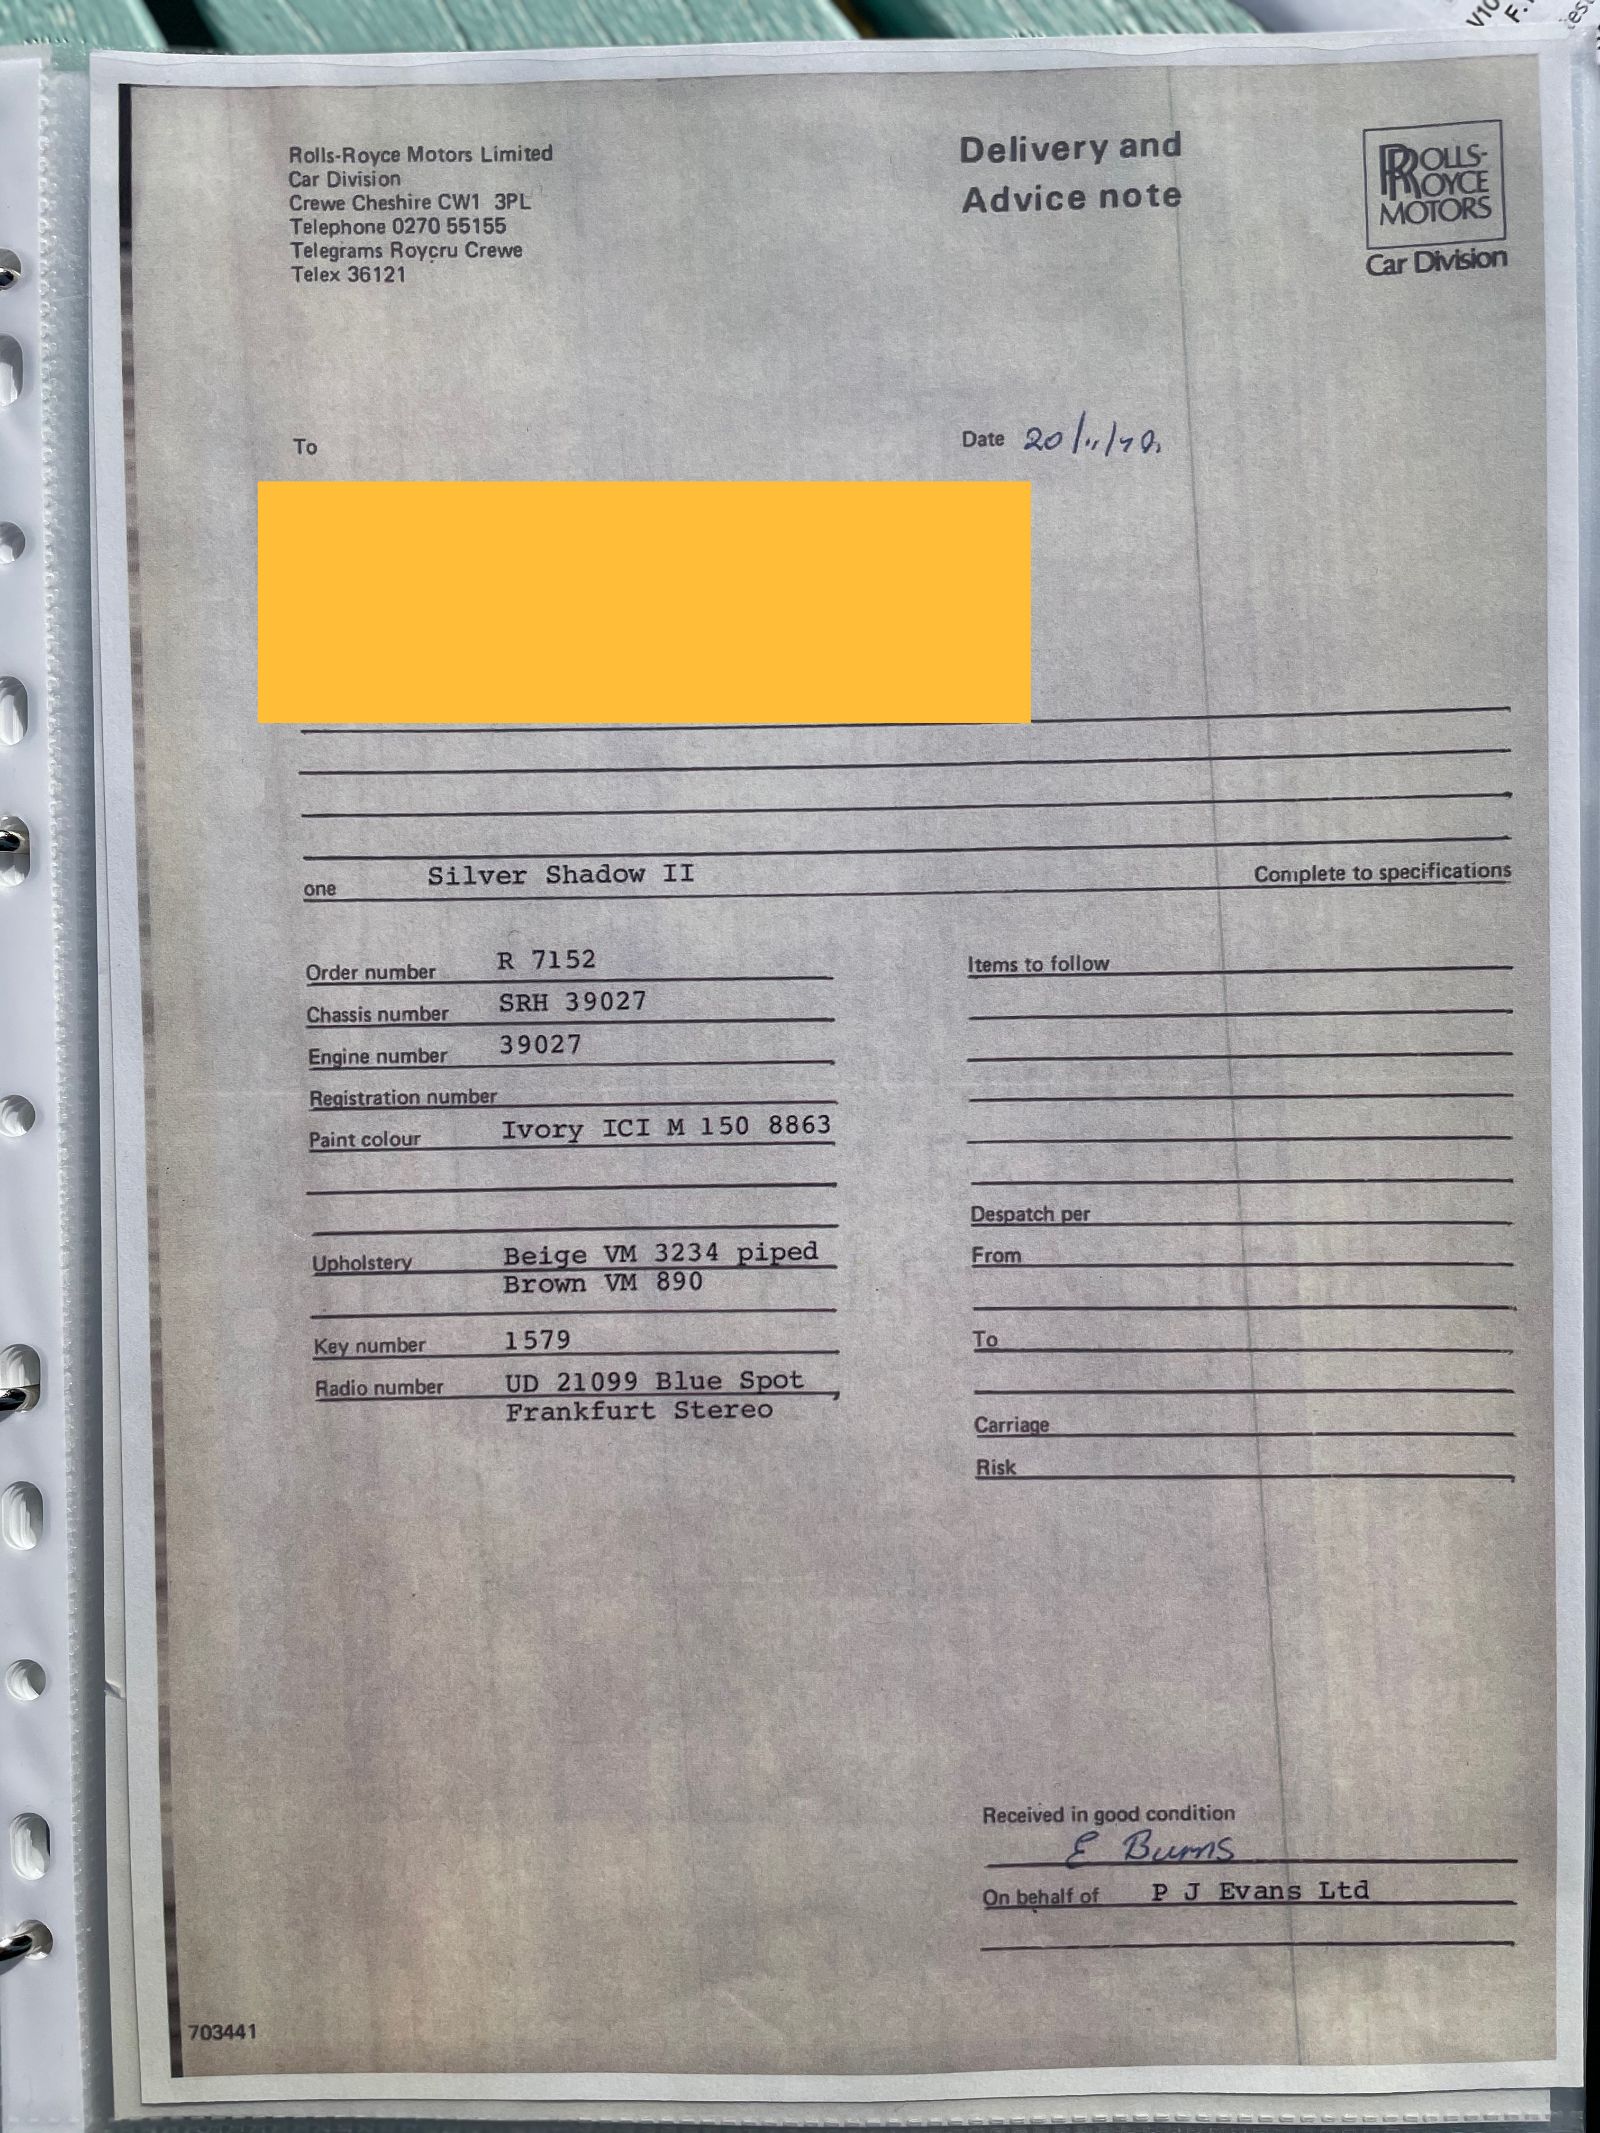 Rolls-Royce Motors Limited
Car Division
Crewe Cheshire CW1 3PL
Telephone 0270 55155
Telegrams Roycru Crewe
Telex 36121
Delivery and
Advice note
ROLLS-
ROYCE
MOTORS
Car Division
To
Date 20/11/79.
one Silver Shadow II Complete to specifications
Order number R 7152
Chassis number SRH 39027
Engine number 39027
Registration number
Paint colour Ivory ICI M 150 8863
Upholstery Beige VM 3234 piped
Brown VM 890
Key number 1579
Radio number UD 21099 Blue Spot
Frankfurt Stereo
Items to follow
Despatch per
From
To
Carriage
Risk
Received in good condition
E Burns
On behalf of P J Evans Ltd
703441
V10
F.